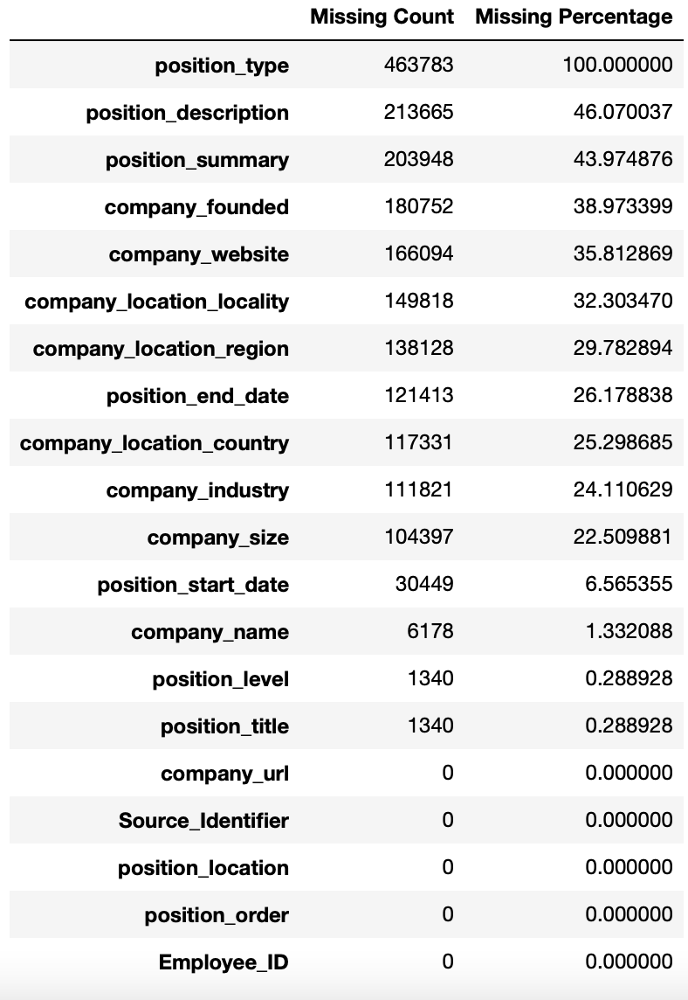 Missing Count Missing Percentage
position_type 463783 100.000000
position_description 213665 46.070037
position_summary 203948 43.974876
company_founded 180752 38.973399
company_website 166094 35.812869
company_location_locality 149818 32.303470
company_location_region 138128 29.782894
position_end_date 121413 26.178838
company_location_country 117331 25.298685
company_industry 111821 24.110629
company_size 104397 22.509881
position_start_date 30449 6.565355
company_name 6178 1.332088
position_level 1340 0.288928
position_title 1340 0.288928
company_url 0 0.000000
Source_Identifier 0 0.000000
position_location 0 0.000000
position_order 0 0.000000
Employee_ID 0 0.000000